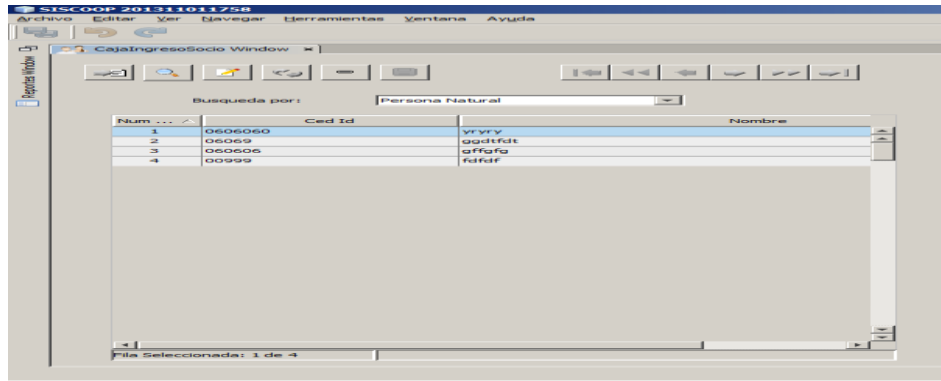 SISCOOP 201311011758
Archivo Editar Ver Navegar Herramientas Ventana Ayuda
CajaIngresoSocio Window
Reportes Window
Busqueda por: Persona Natural
Num ... Ced Id Nombre
1 0606060 yryry
2 06069 ggdtfdt
3 060606 gffgfg
4 00999 fdfdf
Fila Seleccionada: 1 de 4